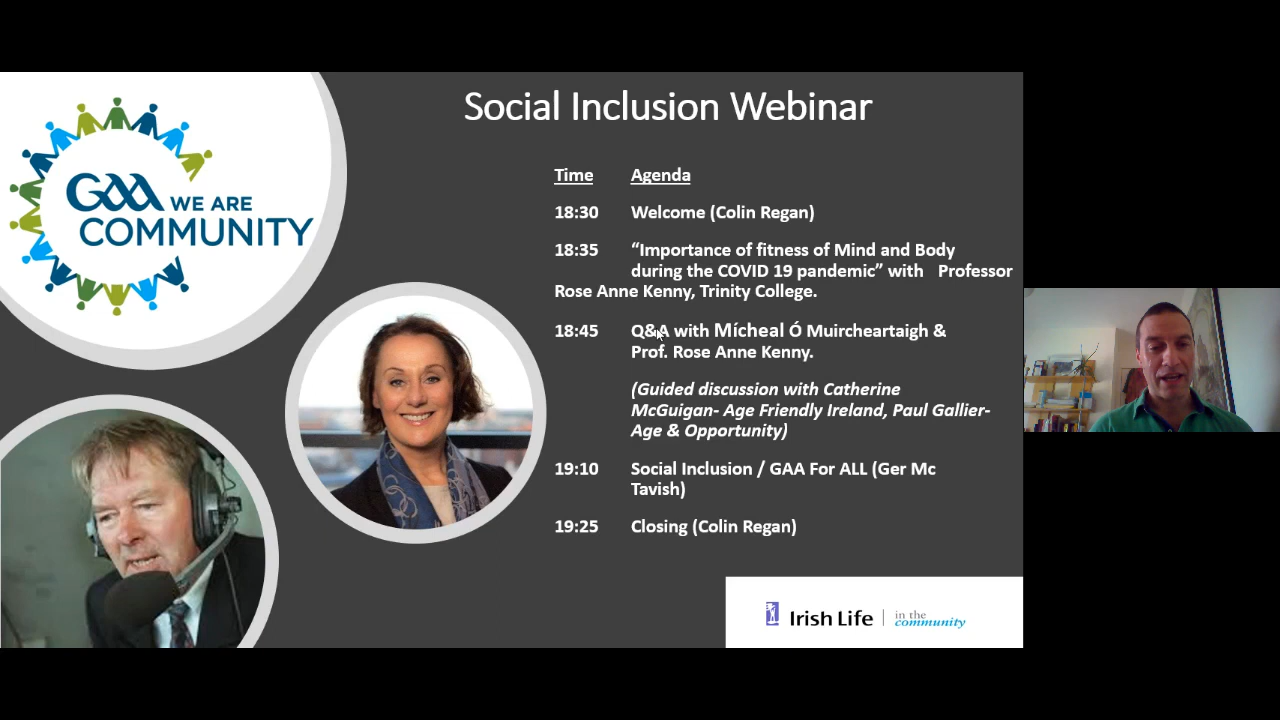 GAA WE ARE
COMMUNITY
Social Inclusion Webinar
Time Agenda
18:30 Welcome (Colin Regan)
18:35 “Importance of fitness of Mind and Body
during the COVID 19 pandemic” with Professor
Rose Anne Kenny, Trinity College.
18:45 Q&A with Mícheal Ó Muircheartaigh &
Prof. Rose Anne Kenny.
(Guided discussion with Catherine
McGuigan- Age Friendly Ireland, Paul Gallier-
Age & Opportunity)
19:10 Social Inclusion / GAA For ALL (Ger Mc
Tavish)
19:25 Closing (Colin Regan)
Irish Life in the
community